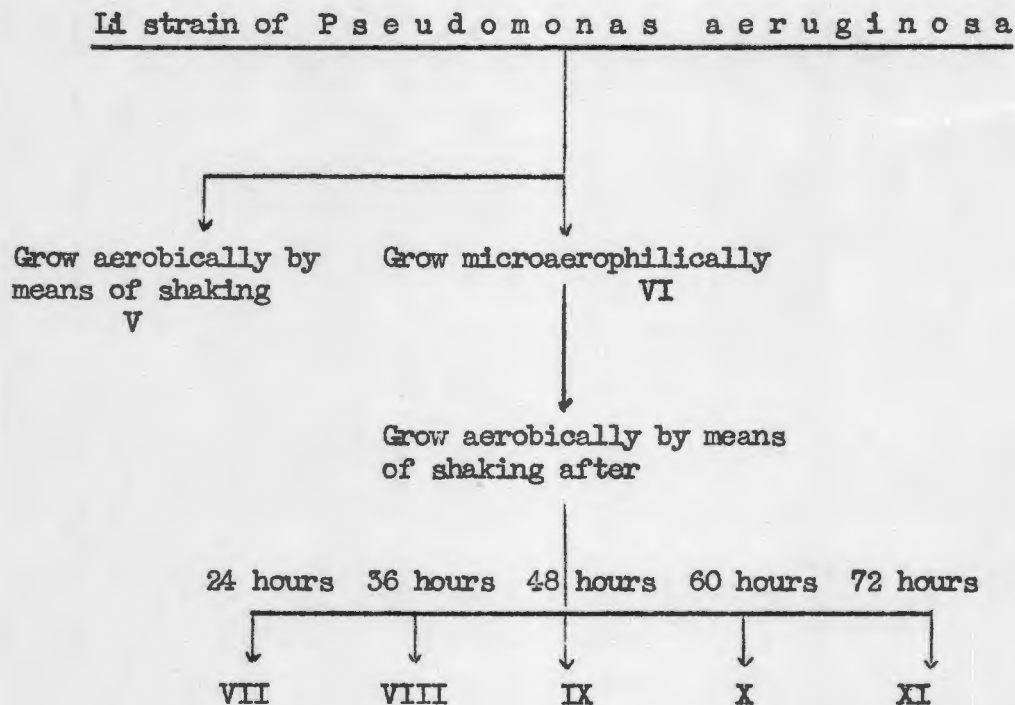 Li strain of Pseudomonas aeruginosa
Grow aerobically by
means of shaking
V
Grow microaerophilically
VI
Grow aerobically by means
of shaking after
24 hours 36 hours 48 hours 60 hours 72 hours
VII VIII IX X XI